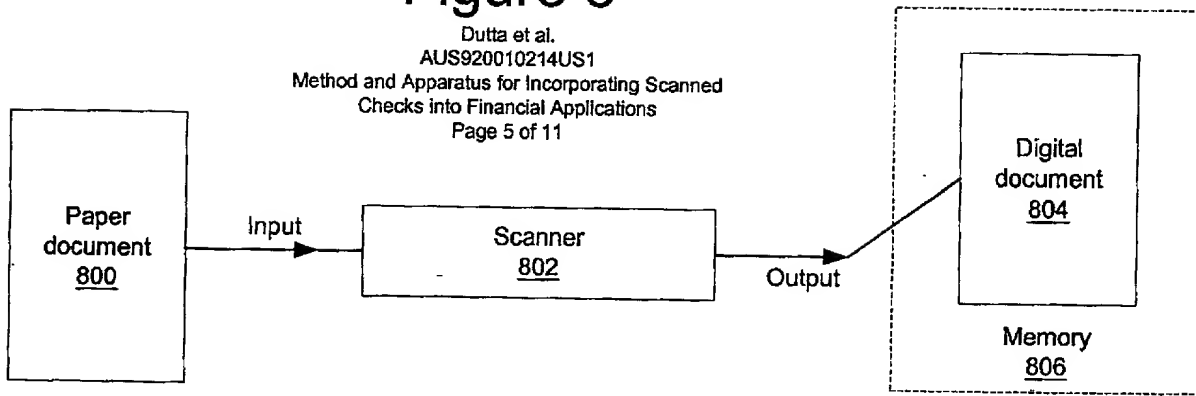 Dutta et al.
AUS920010214US1
Method and Apparatus for Incorporating Scanned
Checks into Financial Applications
Page 5 of 11
Paper
document
800
Input
Scanner
802
Output
Digital
document
804
Memory
806